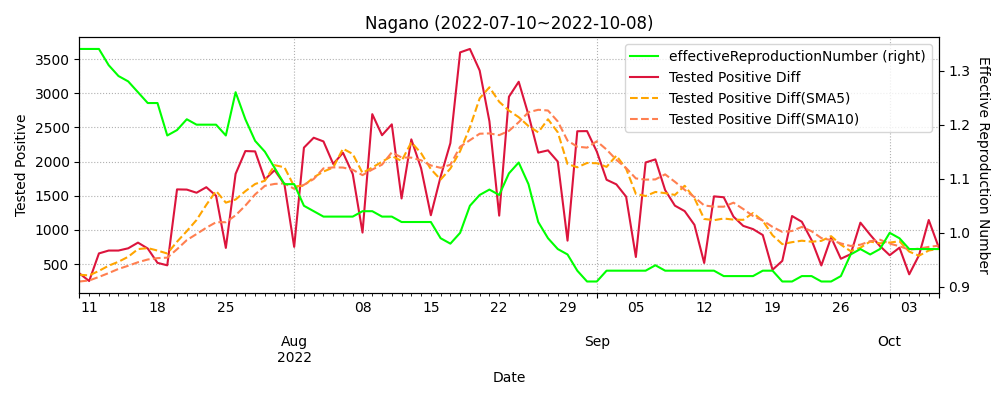 Nagano (2022-07-10~2022-10-08)
effectiveReproductionNumber (right)
Tested Positive Diff
Tested Positive Diff(SMA5)
Tested Positive Diff(SMA10)
Tested Positive
3500
3000
2500
2000
1500
1000
500
1.3
1.2
1.1
1.0
0.9
Effective Reproduction Number
11 18 25 08 15 22 29 05 12 19 26 03
Aug Sep Oct
2022
Date